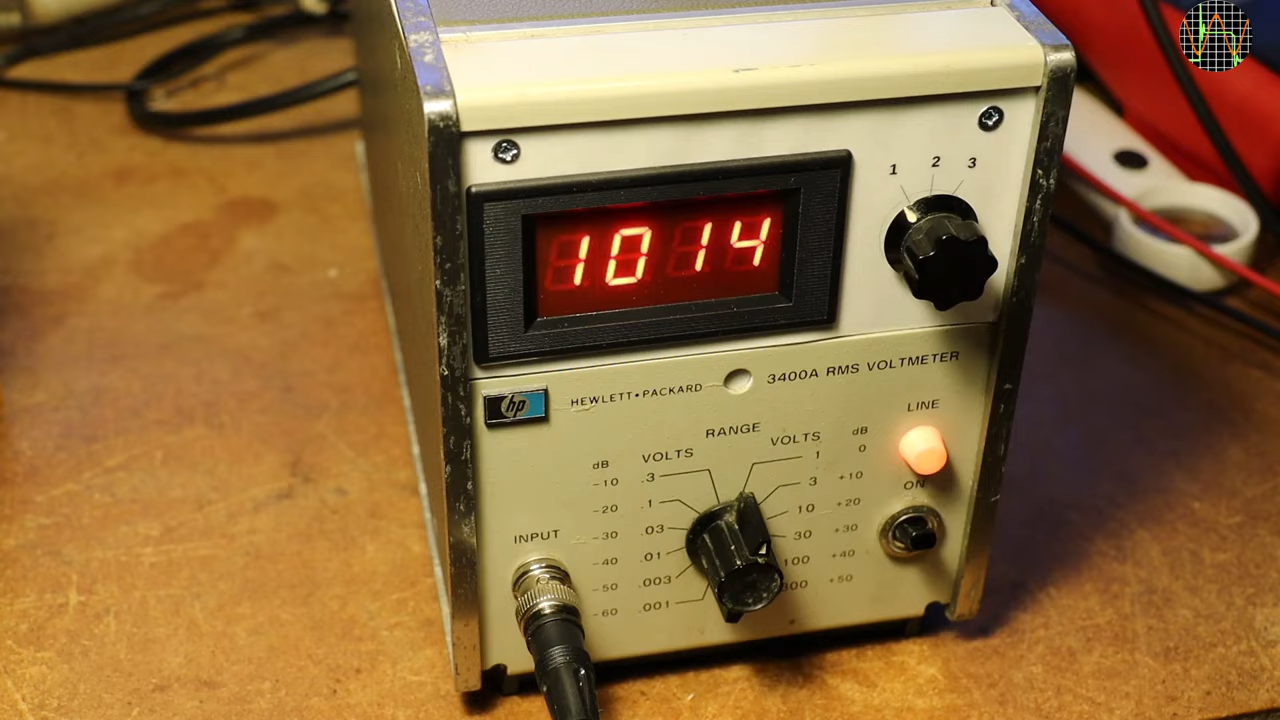 1 2 3
1014
hp HEWLETT•PACKARD 3400A RMS VOLTMETER
LINE
RANGE
dB VOLTS VOLTS dB
-10 .3 1 0
-20 .1 3 +10
-30 .03 10 +20
-40 .01 30 +30
-50 .003 100 +40
-60 .001 300 +50
ON
INPUT